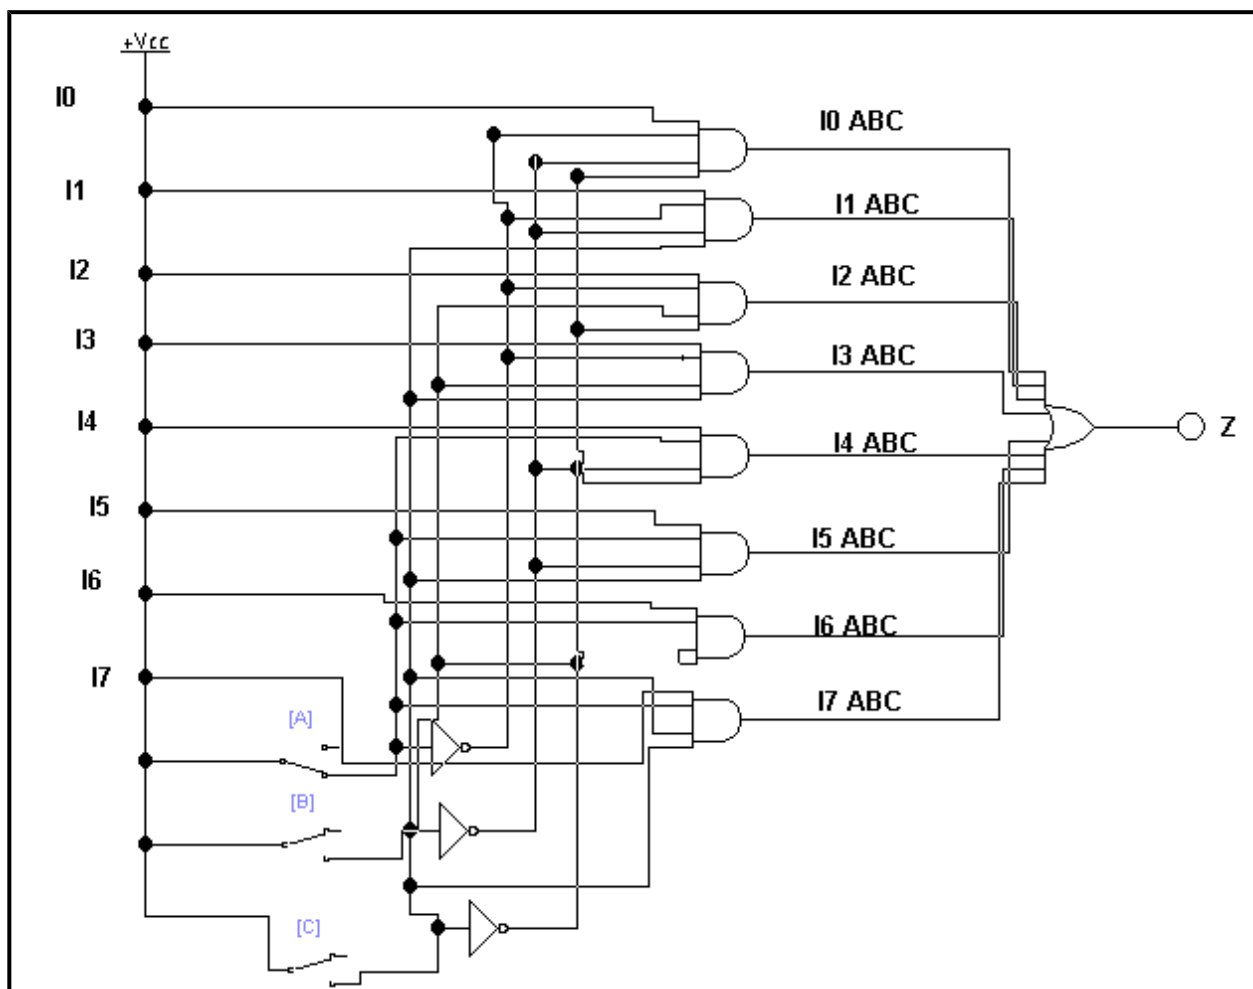 +Vcc
I0
I0 ABC
I1
I1 ABC
I2
I2 ABC
I3
I3 ABC
I4
I4 ABC
Z
I5
I5 ABC
I6
I6 ABC
I7
I7 ABC
[A]
[B]
[C]